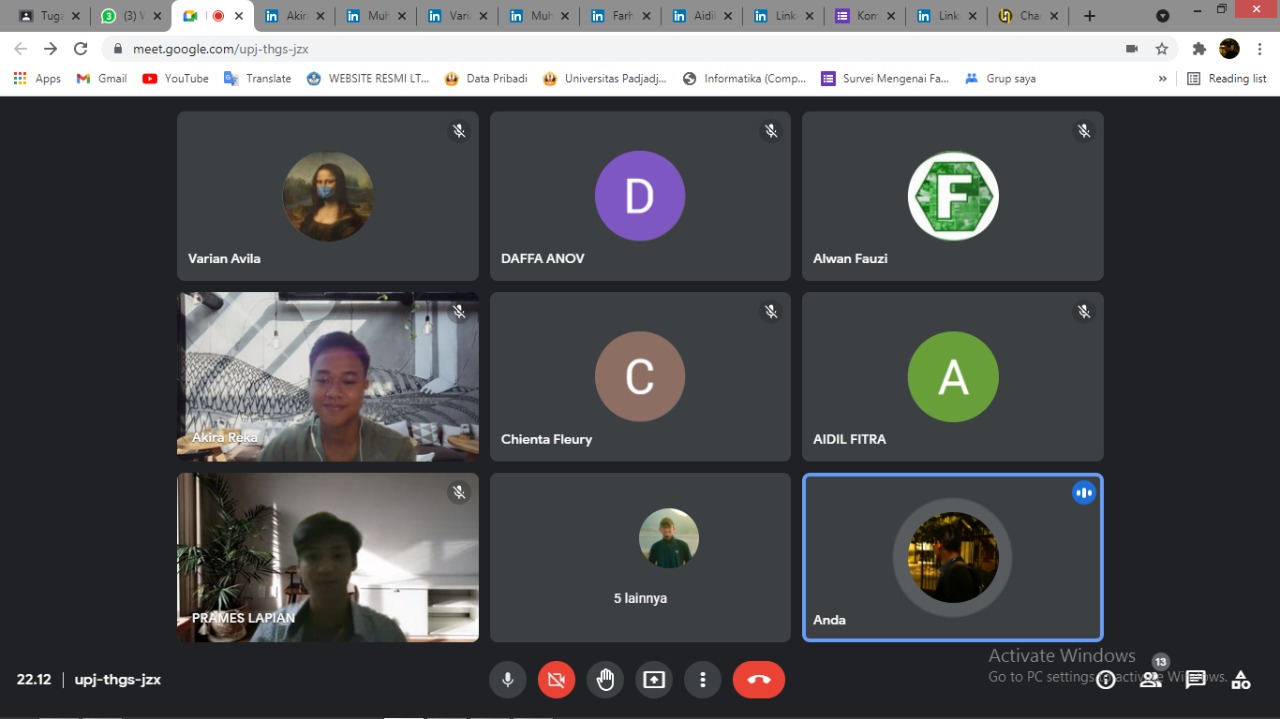 Tuga
(3) V
Akir
Muh
Vari
Muh
Farh
Aidil
Link
Kom
Link
Cha
meet.google.com/upj-thgs-jzx
Apps
Gmail
YouTube
Translate
WEBSITE RESMI LT...
Data Pribadi
Universitas Padjadj...
Informatika (Comp...
Survei Mengenai Fa...
Grup saya
»
Reading list
Varian Avila
D
DAFFA ANOV
F
Alwan Fauzi
Akira Reka
C
Chienta Fleury
A
AIDIL FITRA
PRAMES LAPIAN
5 lainnya
Anda
Activate Windows
Go to PC settings to activate Windows.
22.12 | upj-thgs-jzx
13